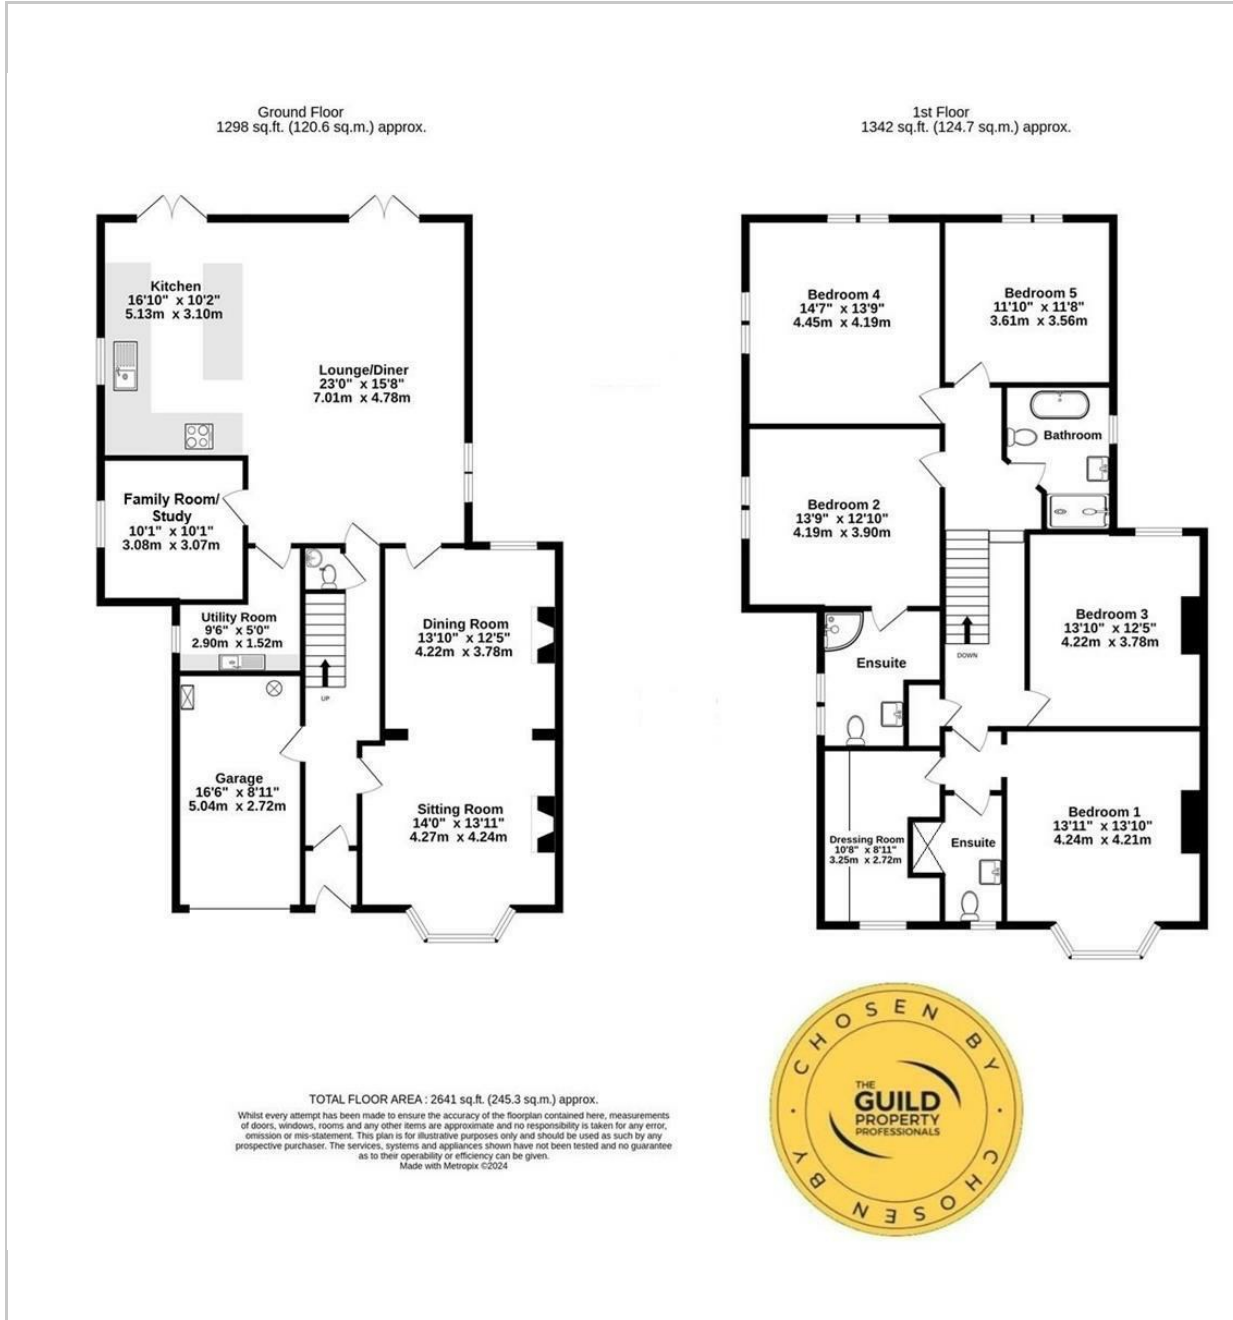 Ground Floor
1298 sq.ft. (120.6 sq.m.) approx.
Kitchen
16'10" x 10'2"
5.13m x 3.10m
Lounge/Diner
23'0" x 15'8"
7.01m x 4.78m
Family Room/
Study
10'1" x 10'1"
3.08m x 3.07m
Utility Room
9'6" x 5'0"
2.90m x 1.52m
Dining Room
13'10" x 12'5"
4.22m x 3.78m
UP
Garage
16'6" x 8'11"
5.04m x 2.72m
Sitting Room
14'0" x 13'11"
4.27m x 4.24m
1st Floor
1342 sq.ft. (124.7 sq.m.) approx.
Bedroom 4
14'7" x 13'9"
4.45m x 4.19m
Bedroom 5
11'10" x 11'8"
3.61m x 3.56m
Bathroom
Bedroom 2
13'9" x 12'10"
4.19m x 3.90m
Bedroom 3
13'10" x 12'5"
4.22m x 3.78m
DOWN
Ensuite
Dressing Room
10'8" x 8'11"
3.25m x 2.72m
Ensuite
Bedroom 1
13'11" x 13'10"
4.24m x 4.21m
TOTAL FLOOR AREA : 2641 sq.ft. (245.3 sq.m.) approx.
Whilst every attempt has been made to ensure the accuracy of the floorplan contained here, measurements
of doors, windows, rooms and any other items are approximate and no responsibility is taken for any error,
omission or mis-statement. This plan is for illustrative purposes only and should be used as such by any
prospective purchaser. The services, systems and appliances shown have not been tested and no guarantee
as to their operability or efficiency can be given.
Made with Metropix ©2024
CHOSEN BY
THE
GUILD
PROPERTY
PROFESSIONALS
CHOSEN BY